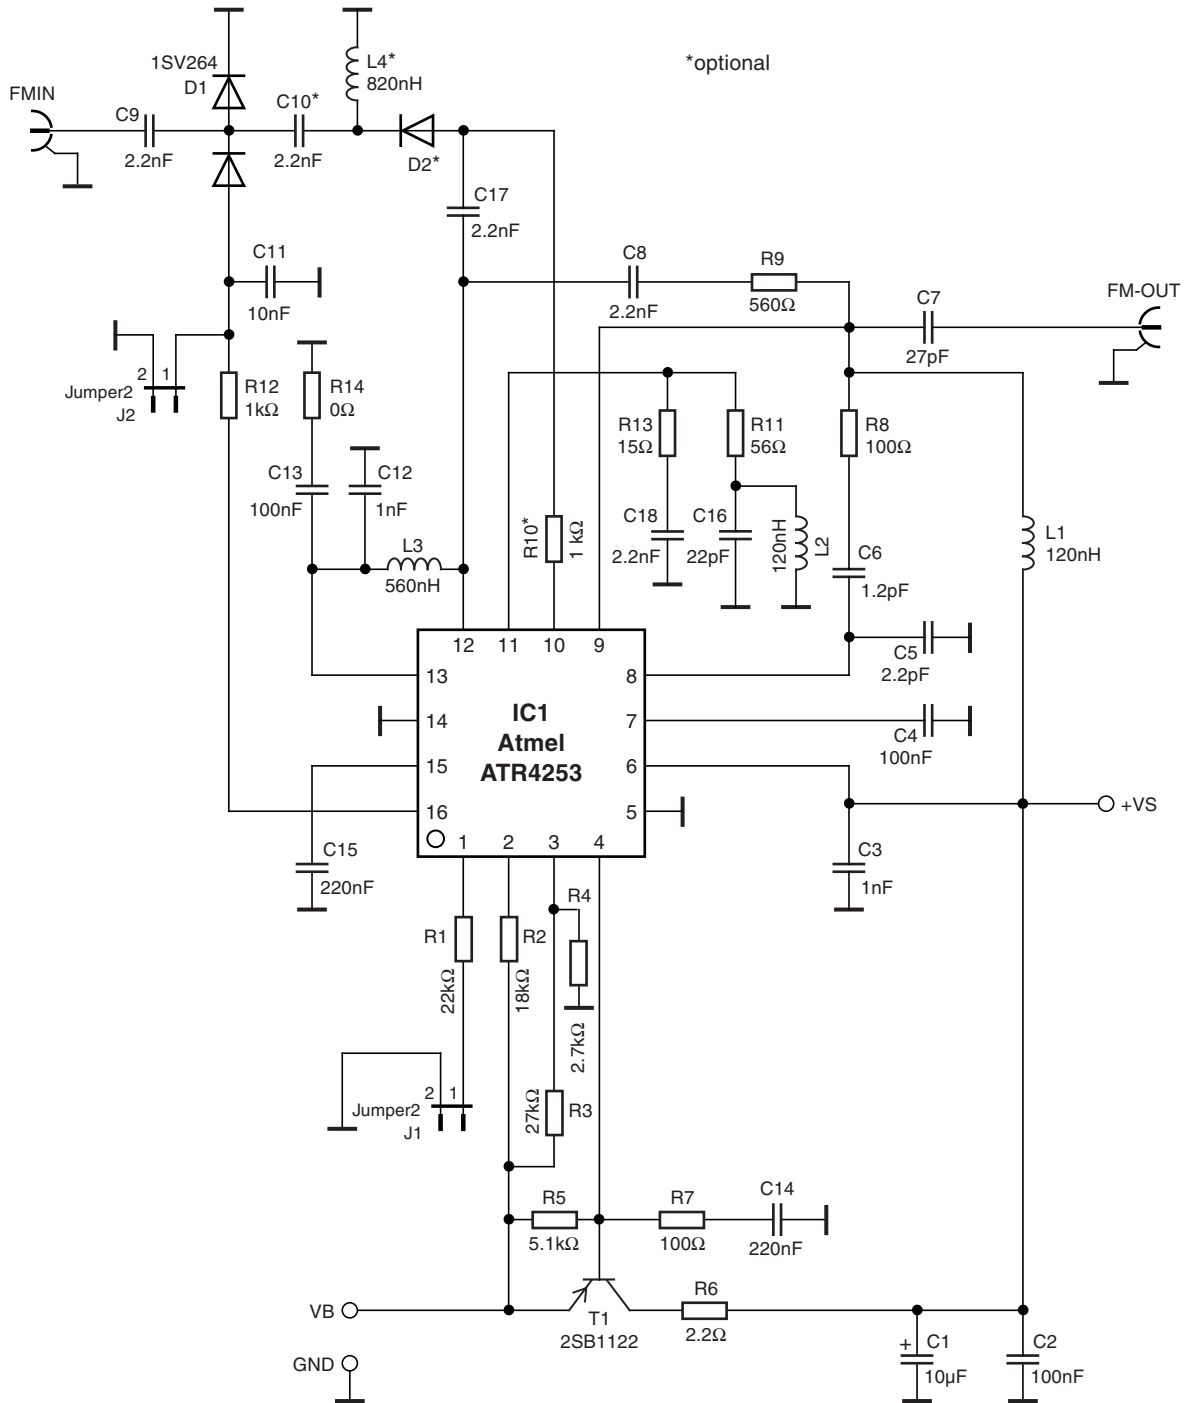 *optional
1SV264
D1
L4*
820nH
FMIN
C9
2.2nF
C10*
2.2nF
D2*
C17
2.2nF
C11
10nF
C8
2.2nF
R9
560Ω
FM-OUT
C7
27pF
2 1
Jumper2
J2
R12
1kΩ
R14
0Ω
R13
15Ω
R11
56Ω
R8
100Ω
C13
100nF
C12
1nF
R10*
1 kΩ
C18
2.2nF
C16
22pF
120nH
L2
L1
120nH
C6
1.2pF
L3
560nH
12 11 10 9
C5
2.2pF
13
8
IC1
Atmel
ATR4253
14
7
C4
100nF
15
6
16
5
+VS
1 2 3 4
C15
220nF
C3
1nF
R1
22kΩ
R2
18kΩ
R4
2.7kΩ
2 1
Jumper2
J1
27kΩ
R3
R5
5.1kΩ
R7
100Ω
C14
220nF
VB
T1
2SB1122
R6
2.2Ω
GND
+
C1
10µF
C2
100nF